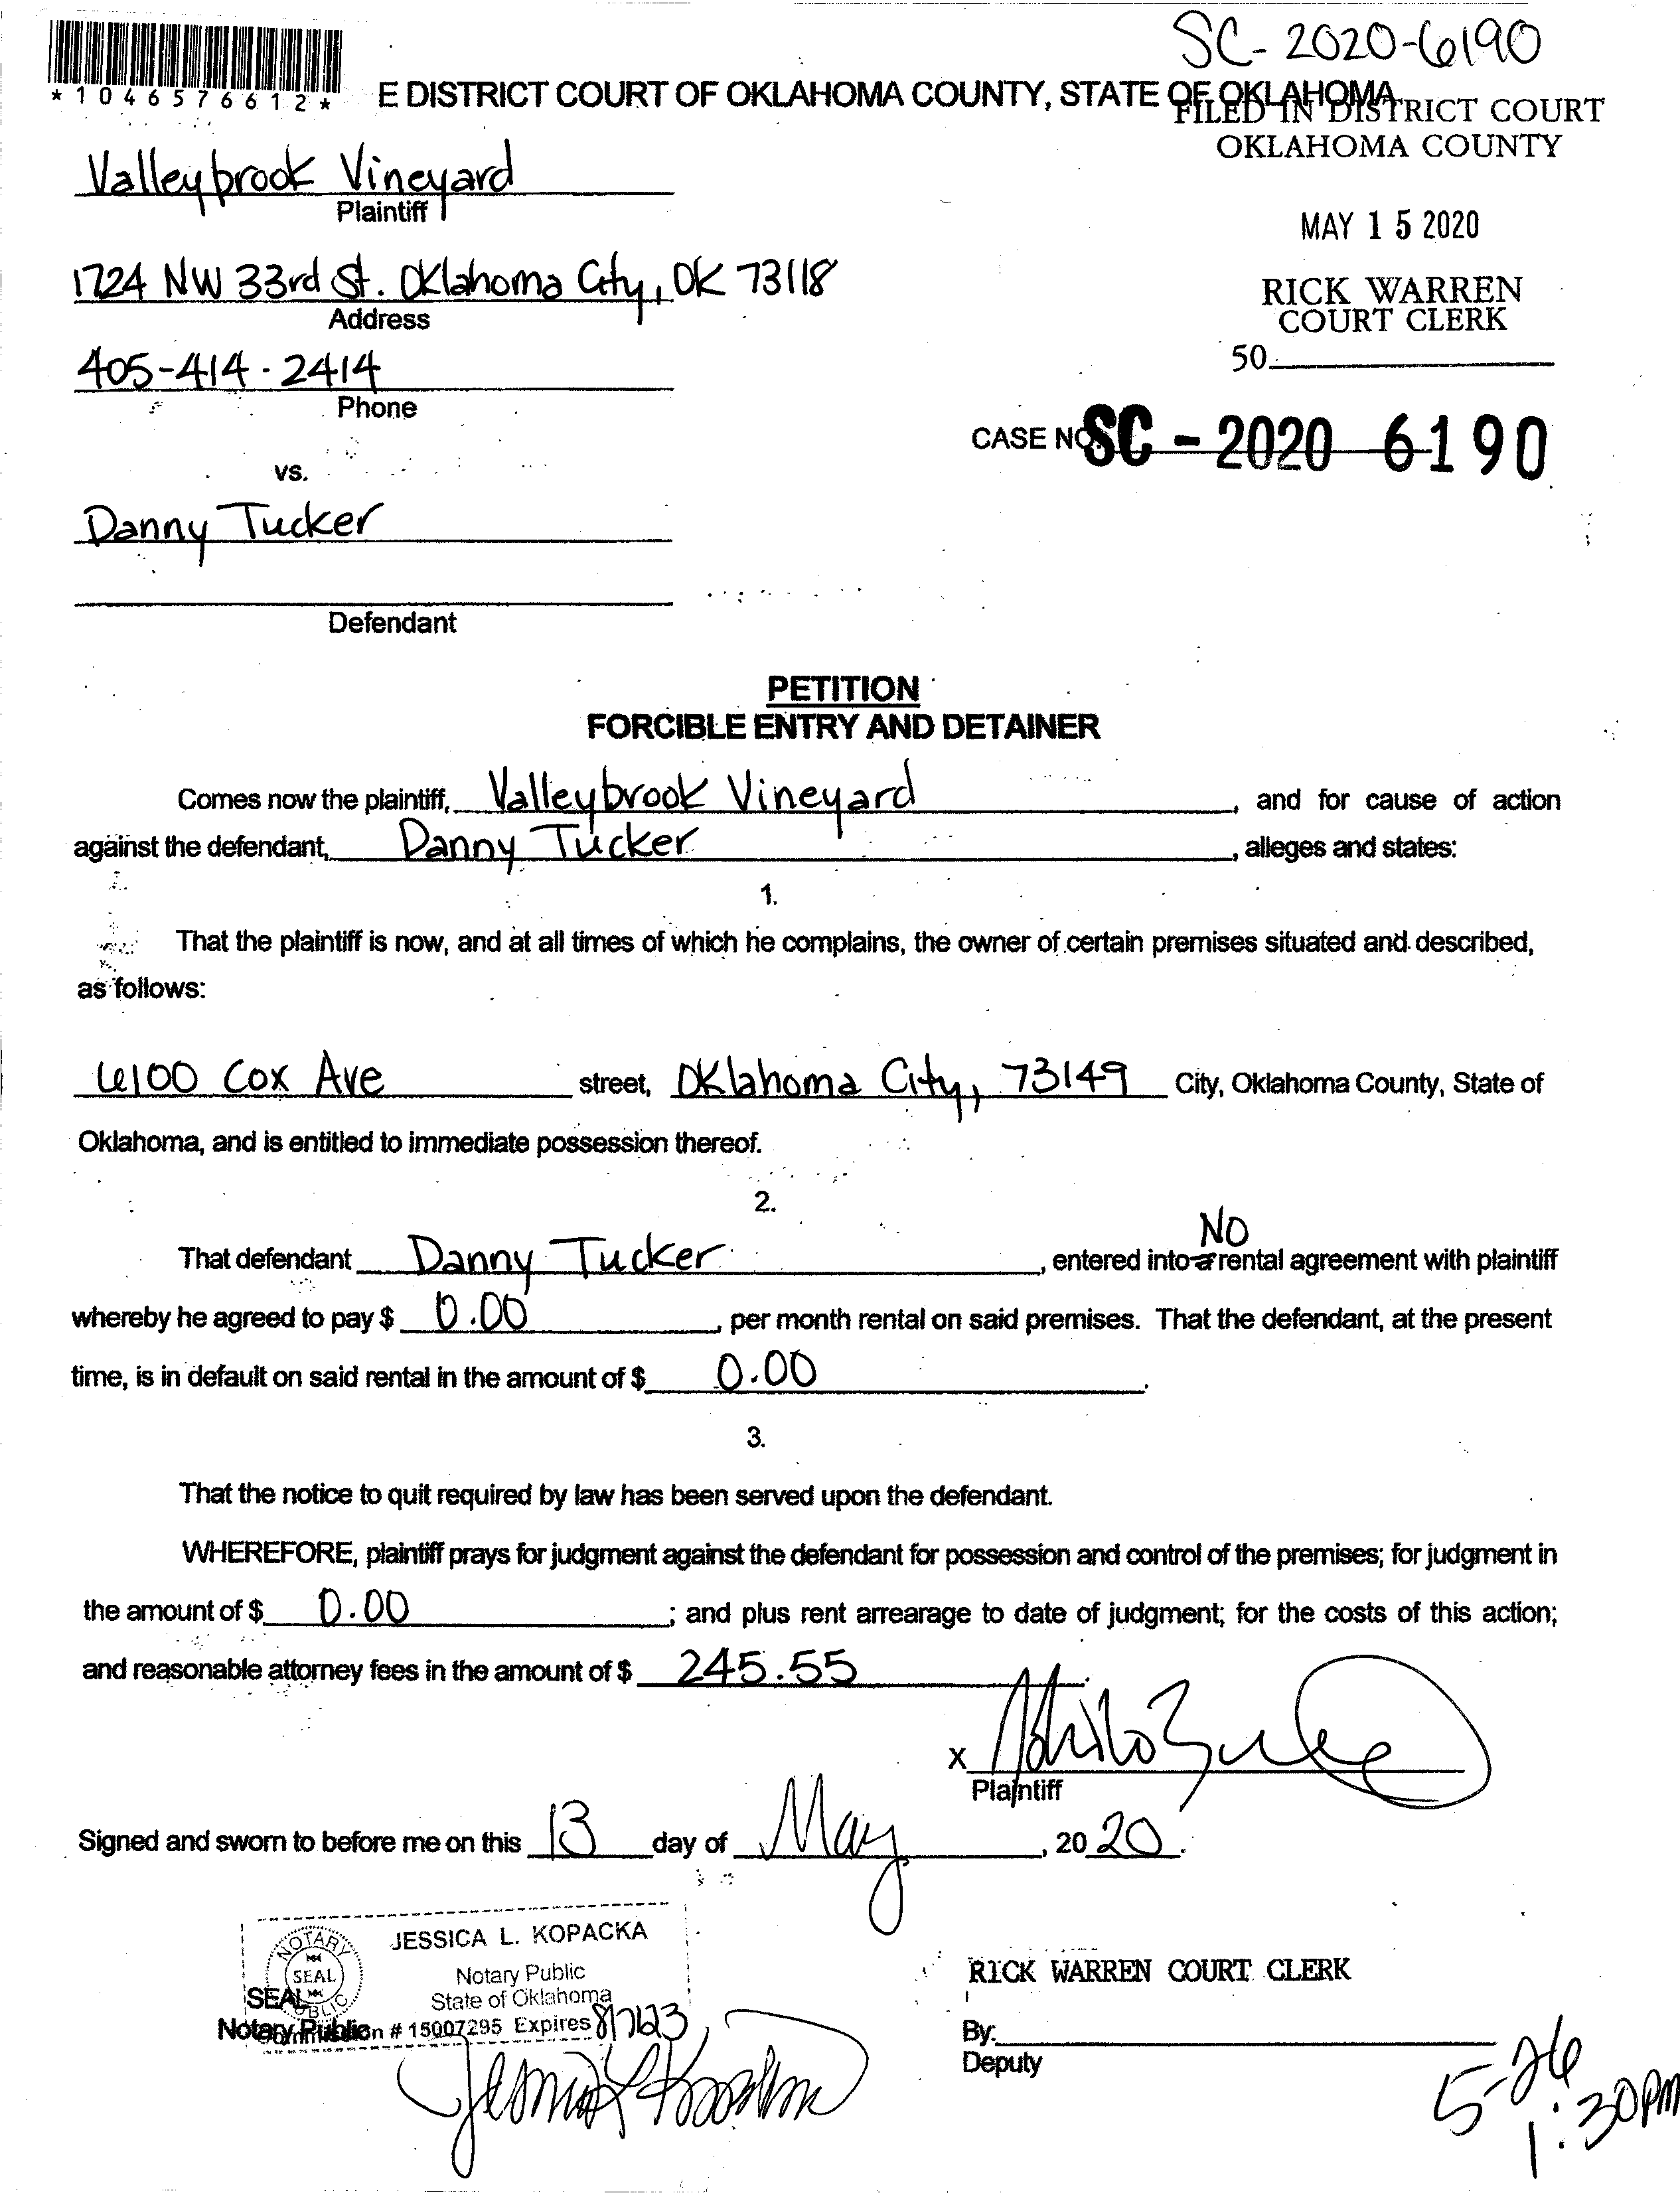 SC-2020-6190
*1046576612*
E DISTRICT COURT OF OKLAHOMA COUNTY, STATE OF OKLAHOMA
FILED IN DISTRICT COURT
OKLAHOMA COUNTY
Valleybrook Vineyard
Plaintiff
MAY 15 2020
1724 NW 33rd St. Oklahoma City, OK 73118
Address
RICK WARREN
COURT CLERK
405-414-2414
Phone
50
CASE NO. SC - 2020 6190
vs.
Danny Tucker
Defendant
PETITION
FORCIBLE ENTRY AND DETAINER
Comes now the plaintiff, Valleybrook Vineyard, and for cause of action
against the defendant, Danny Tucker, alleges and states:
1.
That the plaintiff is now, and at all times of which he complains, the owner of certain premises situated and described,
as follows:
6100 Cox Ave street, Oklahoma City, 73149 City, Oklahoma County, State of
Oklahoma, and is entitled to immediate possession thereof.
2.
NO
That defendant Danny Tucker, entered into a rental agreement with plaintiff
whereby he agreed to pay $ 0.00, per month rental on said premises. That the defendant, at the present
time, is in default on said rental in the amount of $ 0.00.
3.
That the notice to quit required by law has been served upon the defendant.
WHEREFORE, plaintiff prays for judgment against the defendant for possession and control of the premises; for judgment in
the amount of $ 0.00; and plus rent arrearage to date of judgment; for the costs of this action;
and reasonable attorney fees in the amount of $ 245.55.
X
Plaintiff
Signed and sworn to before me on this 13 day of May, 2020.
JESSICA L. KOPACKA
NOTARY PUBLIC SEAL
Notary Public
State of Oklahoma
SEAL
Commission # 15007295 Expires 8/7/23
Notary Public
RICK WARREN COURT CLERK
By:
Deputy
5-26
1:30PM